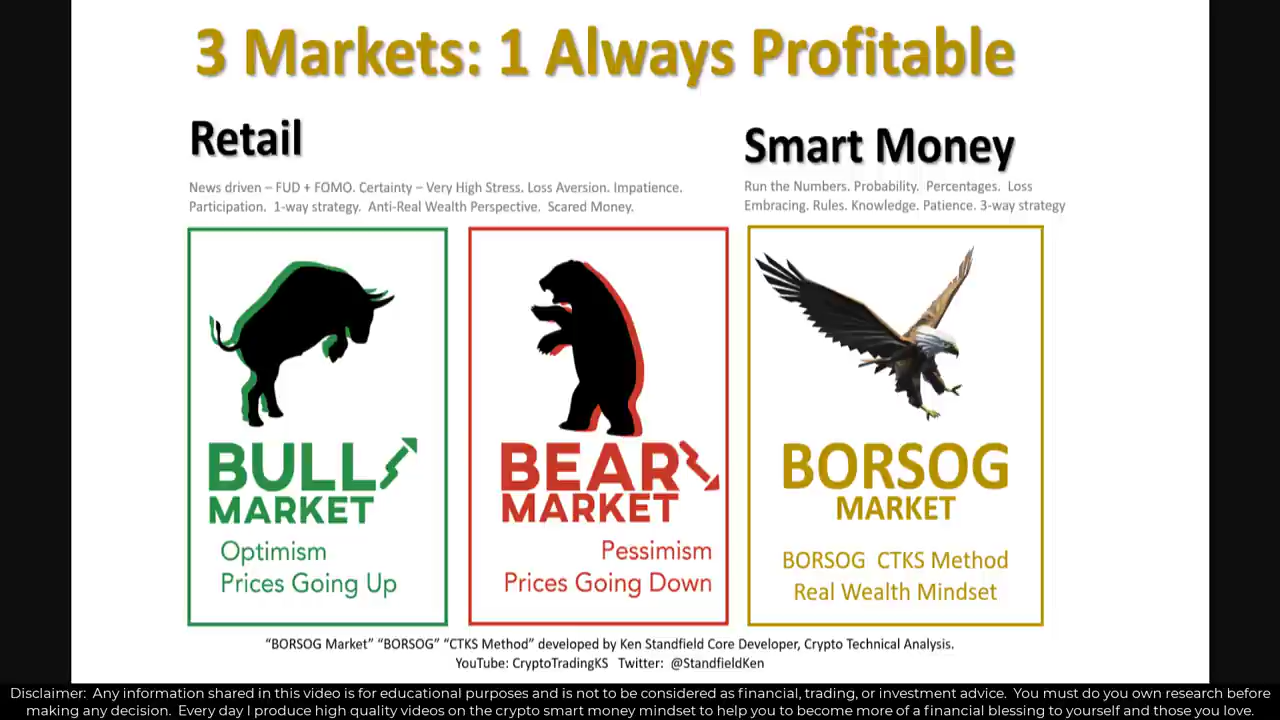 3 Markets: 1 Always Profitable
Retail
News driven – FUD + FOMO. Certainty – Very High Stress. Loss Aversion. Impatience.
Participation.  1-way strategy.  Anti-Real Wealth Perspective.  Scared Money.
Smart Money
Run the Numbers. Probability.  Percentages.  Loss
Embracing. Rules. Knowledge. Patience. 3-way strategy
BULL
MARKET
Optimism
Prices Going Up
BEAR
MARKET
Pessimism
Prices Going Down
BORSOG
MARKET
BORSOG  CTKS Method
Real Wealth Mindset
“BORSOG Market” “BORSOG” “CTKS Method” developed by Ken Standfield Core Developer, Crypto Technical Analysis.
YouTube: CryptoTradingKS   Twitter:  @StandfieldKen
Disclaimer:  Any information shared in this video is for educational purposes and is not to be considered as financial, trading, or investment advice.  You must do you own research before
making any decision.  Every day I produce high quality videos on the crypto smart money mindset to help you to become more of a financial blessing to yourself and those you love.